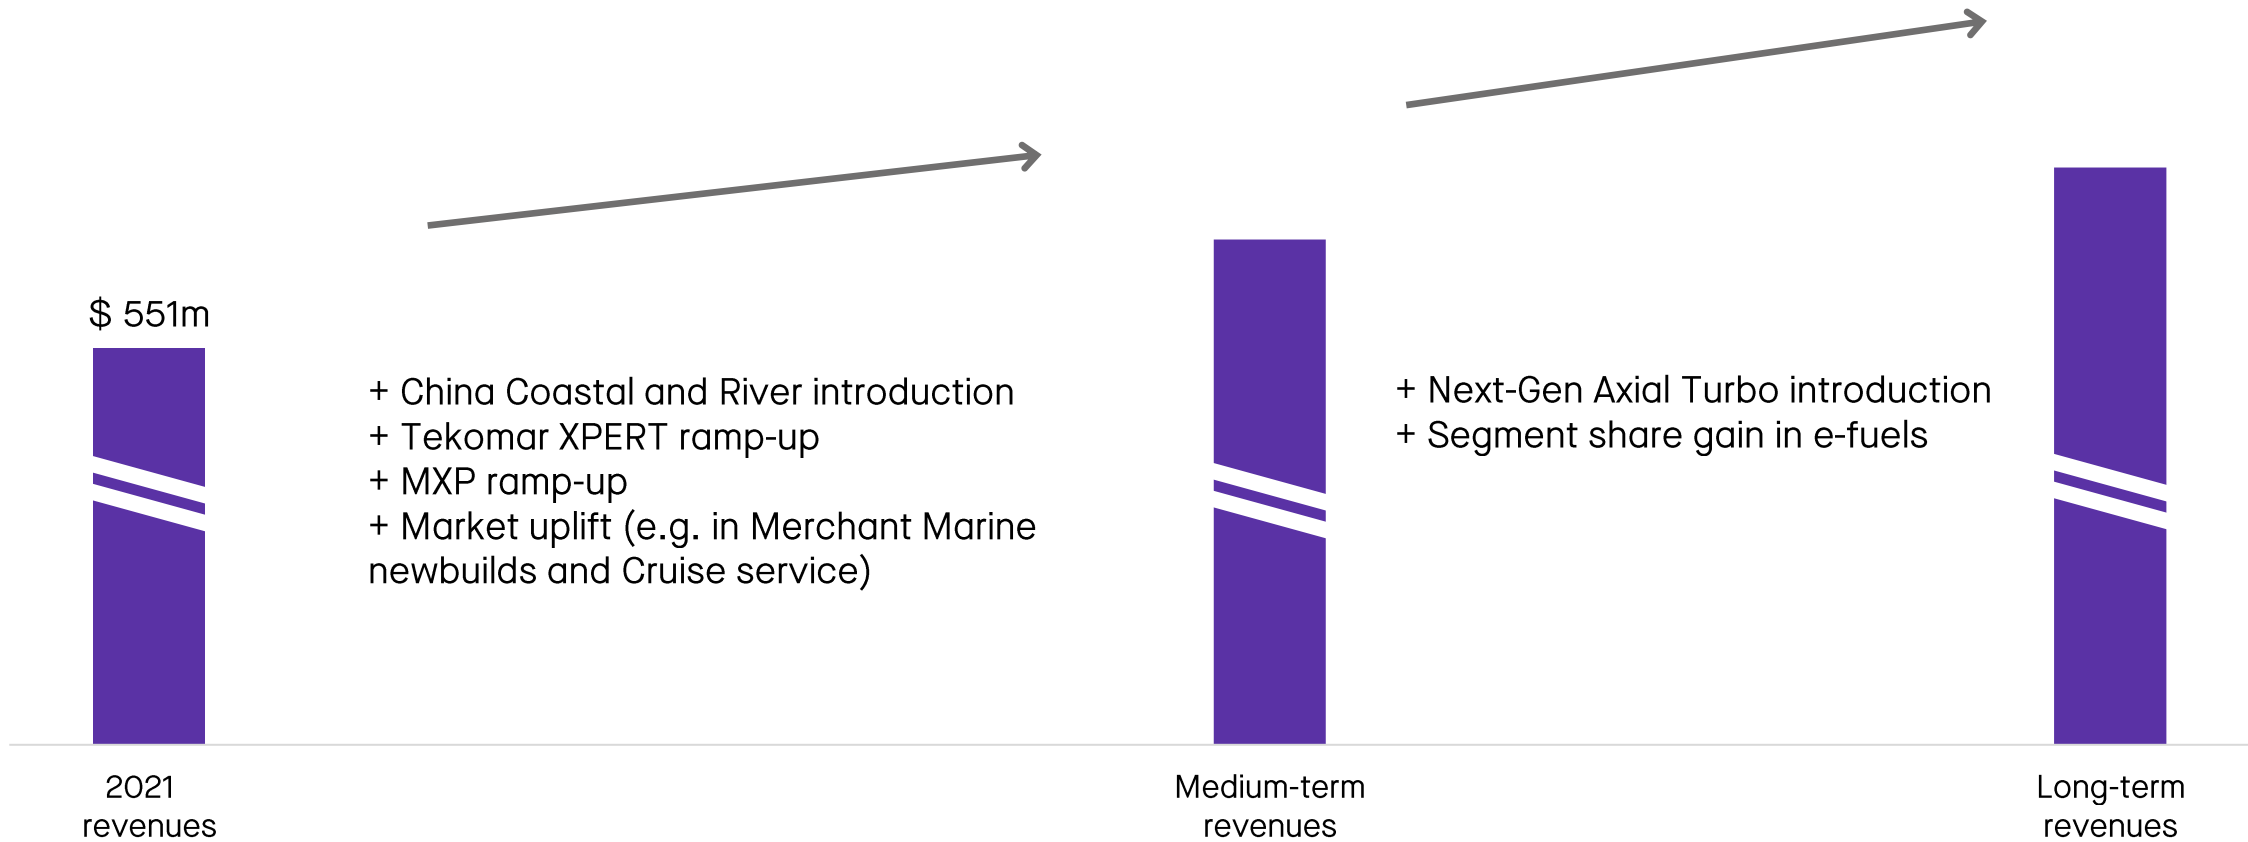 $ 551m
+ China Coastal and River introduction
+ Tekomar XPERT ramp-up
+ MXP ramp-up
+ Market uplift (e.g. in Merchant Marine
newbuilds and Cruise service)
+ Next-Gen Axial Turbo introduction
+ Segment share gain in e-fuels
2021
revenues
Medium-term
revenues
Long-term
revenues